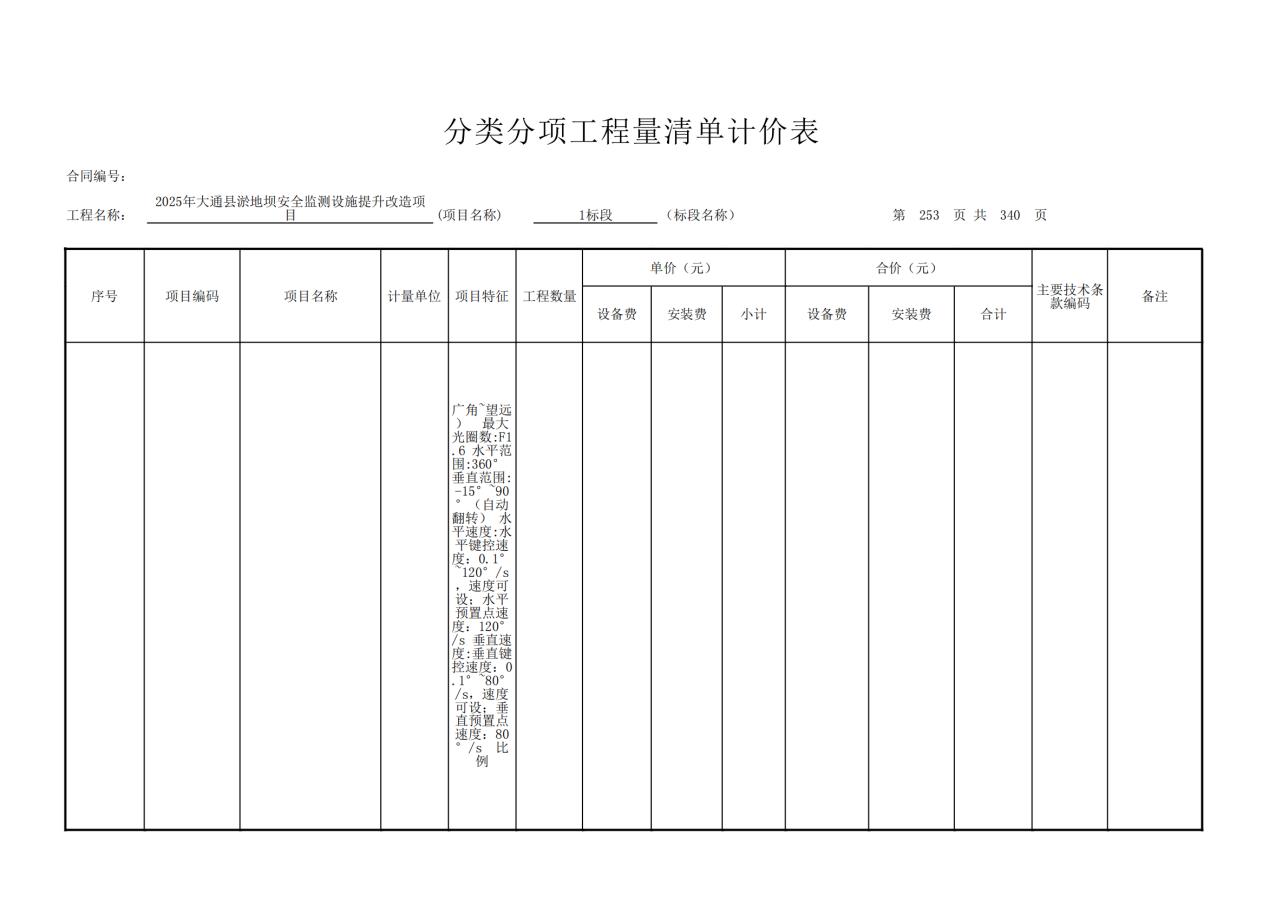 分类分项工程量清单计价表
合同编号:
2025年大通县淤地坝安全监测设施提升改造项
工程名称: 目 (项目名称) 1标段 （标段名称） 第 253 页 共 340 页
单价（元） 合价（元）
序号 项目编码 项目名称 计量单位 项目特征 工程数量 主要技术条 备注
款编码
设备费 安装费 小计 设备费 安装费 合计
广角~望远
） 最大
光圈数:F1
.6 水平范
围:360°
垂直范围:
-15°~90
°（自动
翻转） 水
平速度:水
平键控速
度：0.1°
~120°/s
，速度可
设；水平
预置点速
度：120°
/s 垂直速
度:垂直键
控速度：0
.1°~80°
/s，速度
可设；垂
直预置点
速度：80
°/s 比
例